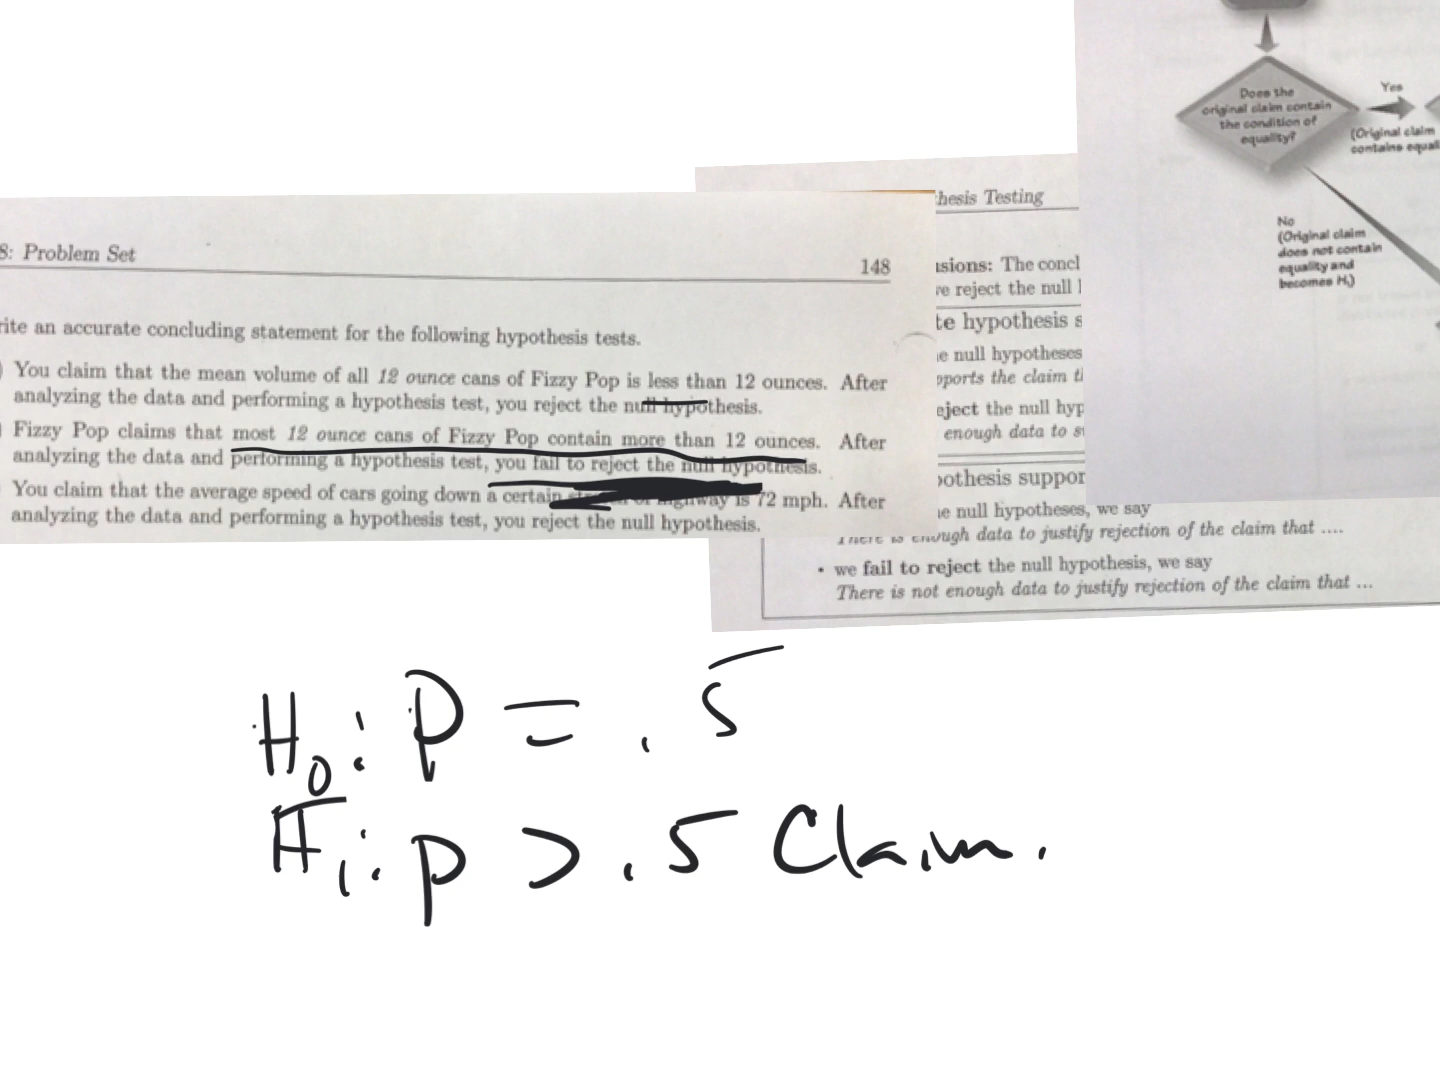 Does the
original claim contain
the condition of
equality?
Yes
(Original claim
contains equal
No
(Original claim
does not contain
equality and
becomes H₁)
hesis Testing
sions: The concl
re reject the null
te hypothesis s
e null hypotheses
pports the claim t
eject the null hyp
enough data to s
othesis suppor
e null hypotheses, we say
There is enough data to justify rejection of the claim that ....
• we fail to reject the null hypothesis, we say
There is not enough data to justify rejection of the claim that ...
8: Problem Set
148
rite an accurate concluding statement for the following hypothesis tests.
) You claim that the mean volume of all 12 ounce cans of Fizzy Pop is less than 12 ounces. After
analyzing the data and performing a hypothesis test, you reject the null hypothesis.
) Fizzy Pop claims that most 12 ounce cans of Fizzy Pop contain more than 12 ounces. After
analyzing the data and performing a hypothesis test, you fail to reject the null hypothesis.
You claim that the average speed of cars going down a certain of highway is 72 mph. After
analyzing the data and performing a hypothesis test, you reject the null hypothesis.
H₀: P = .5
H₁: p > .5 Claim.